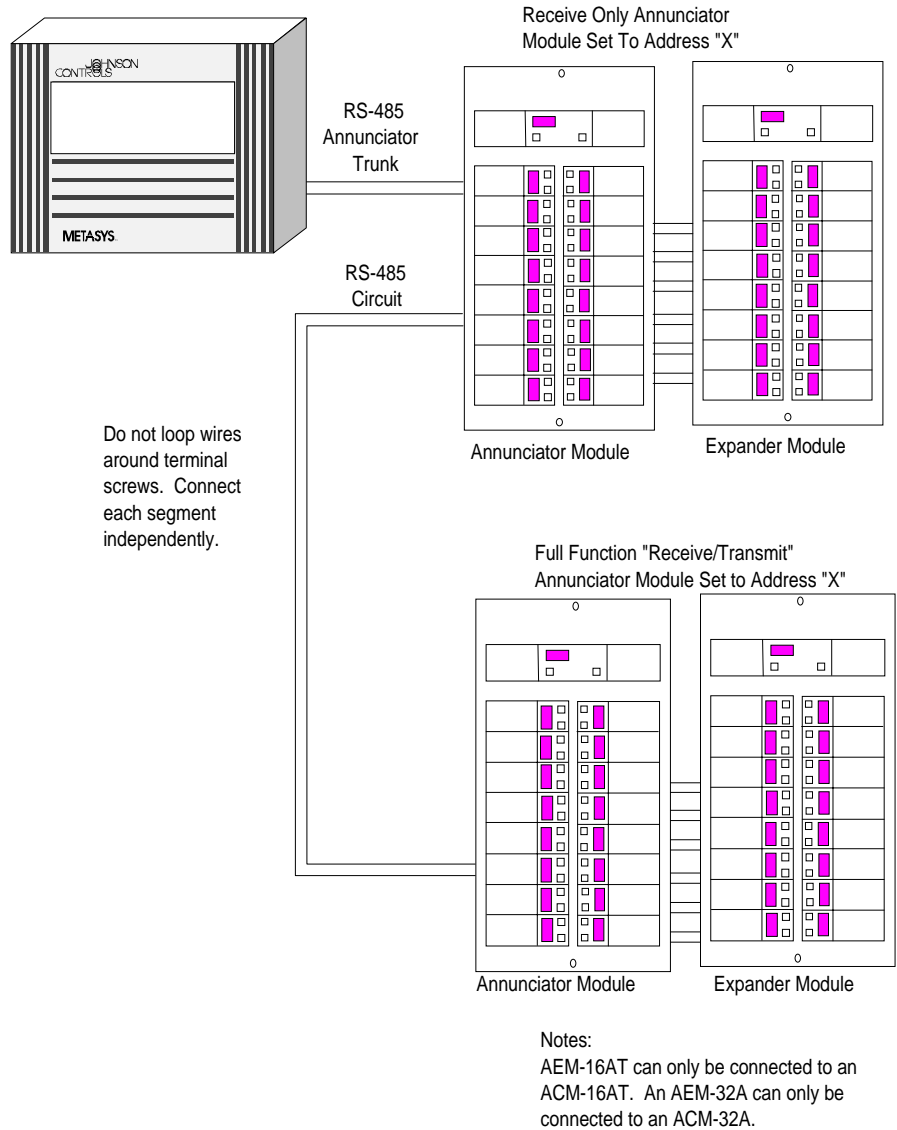 Receive Only Annunciator
Module Set To Address "X"
JOHNSON
CONTROLS
METASYS
RS-485
Annunciator
Trunk
RS-485
Circuit
Annunciator Module
Expander Module
Do not loop wires
around terminal
screws. Connect
each segment
independently.
Full Function "Receive/Transmit"
Annunciator Module Set to Address "X"
Annunciator Module
Expander Module
Notes:
AEM-16AT can only be connected to an
ACM-16AT. An AEM-32A can only be
connected to an ACM-32A.